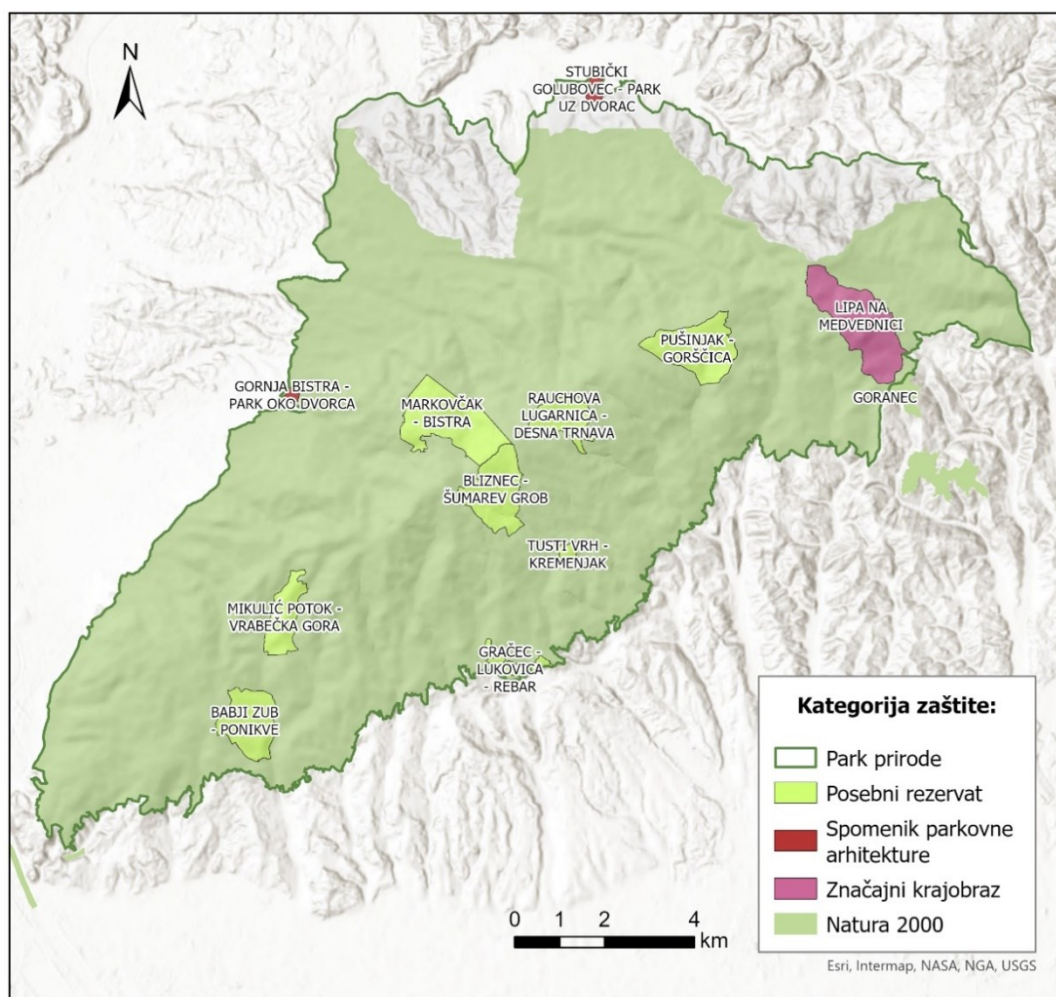 N
STUBIČKI
GOLUBOVEC - PARK
UZ DVORAC
LIPA NA
MEDVEDNICI
PUŠINJAK -
GORŠČICA
GORNJA BISTRA -
PARK OKO DVORCA
MARKOVČAK
- BISTRA
RAUCHOVA
LUGARNICA -
DESNA TRNAVA
GORANEC
BLIZNEC -
ŠUMAREV GROB
TUSTI VRH -
KREMENJAK
MIKULIĆ POTOK -
VRABEČKA GORA
GRAČEC -
LUKOVICA
- REBAR
BABJI ZUB
- PONIKVE
Kategorija zaštite:
Park prirode
Posebni rezervat
Spomenik parkovne
arhitekture
Značajni krajobraz
Natura 2000
0 1 2 4
km
Esri, Intermap, NASA, NGA, USGS